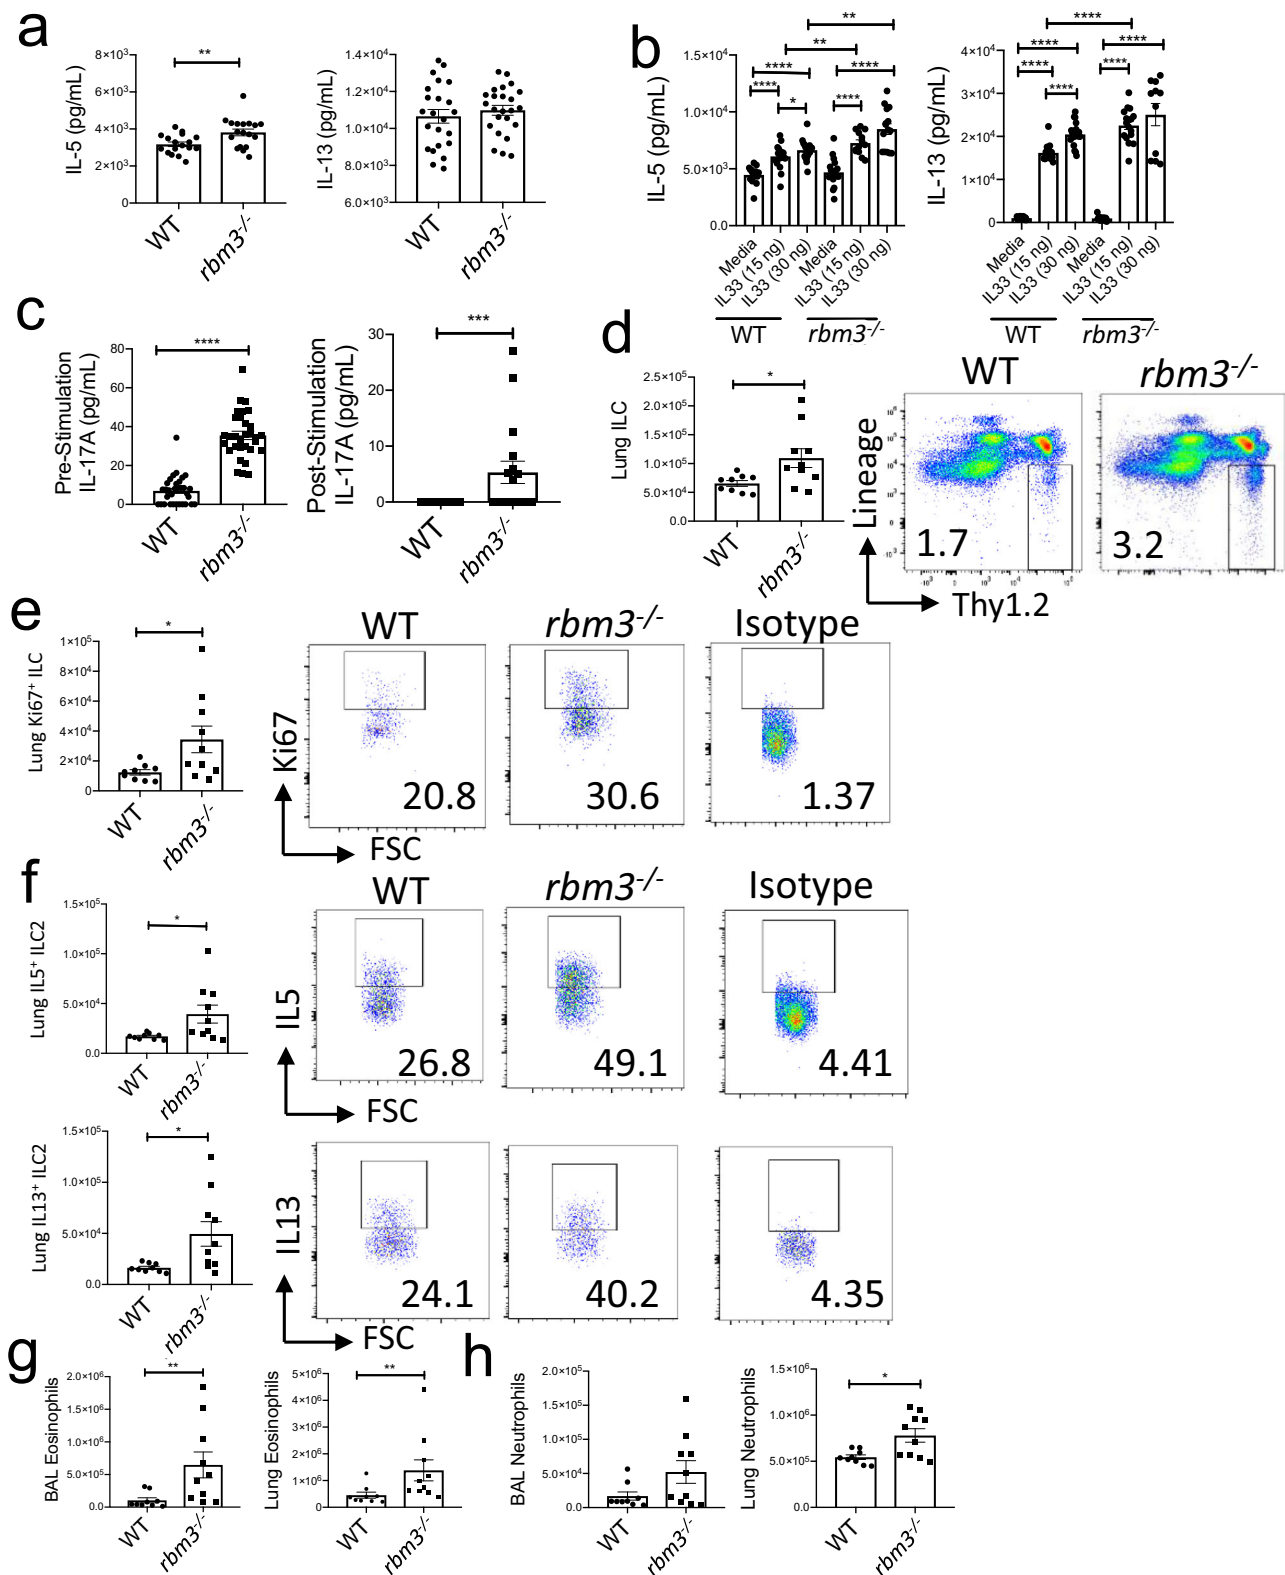 a
IL-5 (pg/mL)
8×10³
6×10³
4×10³
2×10³
0
**
WT
rbm3-/-
IL-13 (pg/mL)
1.4×10⁴
1.2×10⁴
1.0×10⁴
8.0×10³
6.0×10³
WT
rbm3-/-
b
IL-5 (pg/mL)
1.5×10⁴
1.0×10⁴
5.0×10³
0.0
**
**
****
****
****
*
****
Media
IL33 (15 ng)
IL33 (30 ng)
Media
IL33 (15 ng)
IL33 (30 ng)
WT
rbm3-/-
IL-13 (pg/mL)
4×10⁴
3×10⁴
2×10⁴
1×10⁴
0
****
****
****
****
****
****
Media
IL33 (15 ng)
IL33 (30 ng)
Media
IL33 (15 ng)
IL33 (30 ng)
WT
rbm3-/-
c
Pre-Stimulation
IL-17A (pg/mL)
80
60
40
20
0
****
WT
rbm3-/-
Post-Stimulation
IL-17A (pg/mL)
30
20
10
0
***
WT
rbm3-/-
d
Lung ILC
2.5×10⁵
2.0×10⁵
1.5×10⁵
1.0×10⁵
5.0×10⁴
0.0
*
WT
rbm3-/-
WT
rbm3-/-
Lineage
1.7
3.2
Thy1.2
e
Lung Ki67⁺ ILC
1×10⁵
8×10⁴
6×10⁴
4×10⁴
2×10⁴
0
*
WT
rbm3-/-
WT
rbm3-/-
Isotype
Ki67
20.8
30.6
1.37
FSC
f
Lung IL5⁺ ILC2
1.5×10⁵
1.0×10⁵
5.0×10⁴
0.0
*
WT
rbm3-/-
WT
rbm3-/-
Isotype
IL5
26.8
49.1
4.41
FSC
Lung IL13⁺ ILC2
1.5×10⁵
1.0×10⁵
5.0×10⁴
0.0
*
WT
rbm3-/-
IL13
24.1
40.2
4.35
FSC
g
BAL Eosinophils
2.0×10⁶
1.5×10⁶
1.0×10⁶
5.0×10⁵
0.0
**
WT
rbm3-/-
Lung Eosinophils
5×10⁶
4×10⁶
3×10⁶
2×10⁶
1×10⁶
0
**
WT
rbm3-/-
h
BAL Neutrophils
2.0×10⁵
1.5×10⁵
1.0×10⁵
5.0×10⁴
0.0
WT
rbm3-/-
Lung Neutrophils
1.5×10⁶
1.0×10⁶
5.0×10⁵
0.0
*
WT
rbm3-/-